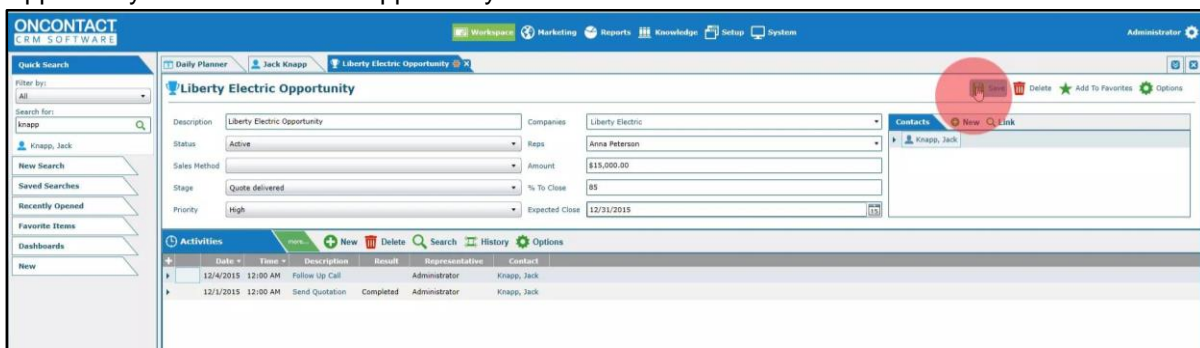 ONCONTACT
CRM SOFTWARE
Workspace Marketing Reports Knowledge Setup System
Administrator
Quick Search
Filter by:
All
Search for:
knapp
Knapp, Jack
New Search
Saved Searches
Recently Opened
Favorite Items
Dashboards
New
Daily Planner Jack Knapp Liberty Electric Opportunity
Liberty Electric Opportunity
Save Delete Add To Favorites Options
Description Liberty Electric Opportunity Companies Liberty Electric
Status Active Reps Anna Peterson
Sales Method Amount $15,000.00
Stage Quote delivered % To Close 85
Priority High Expected Close 12/31/2015 15
Contacts New Link
Knapp, Jack
Activities more... New Delete Search History Options
Date Time Description Result Representative Contact
12/4/2015 12:00 AM Follow Up Call Administrator Knapp, Jack
12/1/2015 12:00 AM Send Quotation Completed Administrator Knapp, Jack